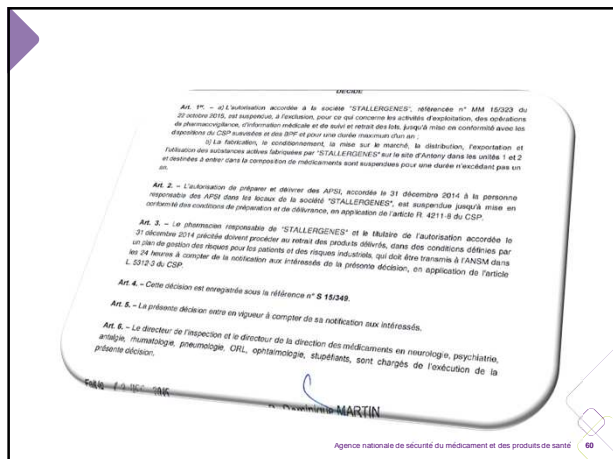 DECIDE
Art. 1er. – a) L'autorisation accordée à la société "STALLERGENES", référencée n° MM 15/323 du
22 octobre 2015, est suspendue, à l'exclusion, pour ce qui concerne les activités d'exploitation, des opérations
de pharmacovigilance, d'information médicale et de suivi et retrait des lots, jusqu'à mise en conformité avec les
dispositions du CSP susvisées et des BPF et pour une durée maximum d'un an ;
b) La fabrication, le conditionnement, la mise sur le marché, la distribution, l'exportation et
l'utilisation des substances actives fabriquées par "STALLERGENES" sur le site d'Antony dans les unités 1 et 2
et destinées à entrer dans la composition de médicaments sont suspendues pour une durée n'excédant pas un
an.
Art. 2. – L'autorisation de préparer et délivrer des APSI, accordée le 31 décembre 2014 à la personne
responsable des APSI dans les locaux de la société "STALLERGENES", est suspendue jusqu'à mise en
conformité des conditions de préparation et de délivrance, en application de l'article R. 4211-8 du CSP.
Art. 3. – Le pharmacien responsable de "STALLERGENES" et le titulaire de l'autorisation accordée le
31 décembre 2014 précitée doivent procéder au retrait des produits délivrés, dans des conditions définies par
un plan de gestion des risques pour les patients et des risques industriels, qui doit être transmis à l'ANSM dans
les 24 heures à compter de la notification aux intéressés de la présente décision, en application de l'article
L. 5312-3 du CSP.
Art. 4. – Cette décision est enregistrée sous la référence n° S 15/349.
Art. 5. – La présente décision entre en vigueur à compter de sa notification aux intéressés.
Art. 6. – Le directeur de l'inspection et le directeur de la direction des médicaments en neurologie, psychiatrie,
antalgie, rhumatologie, pneumologie, ORL, ophtalmologie, stupéfiants, sont chargés de l'exécution de la
présente décision.
Dominique MARTIN
Agence nationale de sécurité du médicament et des produits de santé 60